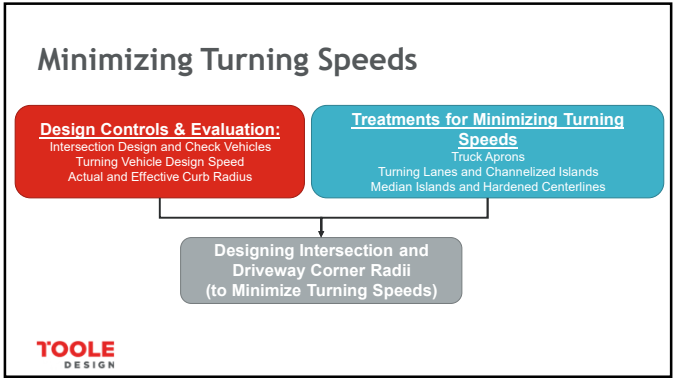 Minimizing Turning Speeds
Design Controls & Evaluation:
Intersection Design and Check Vehicles
Turning Vehicle Design Speed
Actual and Effective Curb Radius
Treatments for Minimizing Turning
Speeds
Truck Aprons
Turning Lanes and Channelized Islands
Median Islands and Hardened Centerlines
Designing Intersection and
Driveway Corner Radii
(to Minimize Turning Speeds)
TOOLE
DESIGN